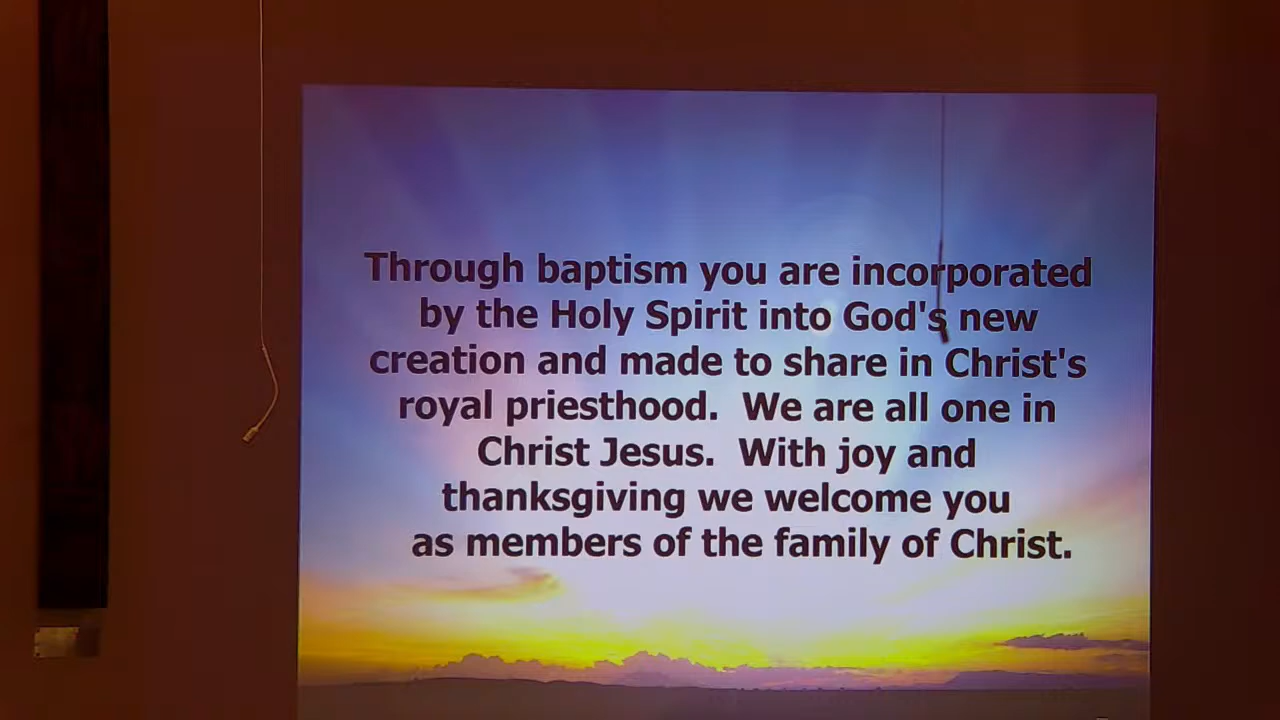 Through baptism you are incorporated
by the Holy Spirit into God's new
creation and made to share in Christ's
royal priesthood.  We are all one in
Christ Jesus.  With joy and
thanksgiving we welcome you
as members of the family of Christ.